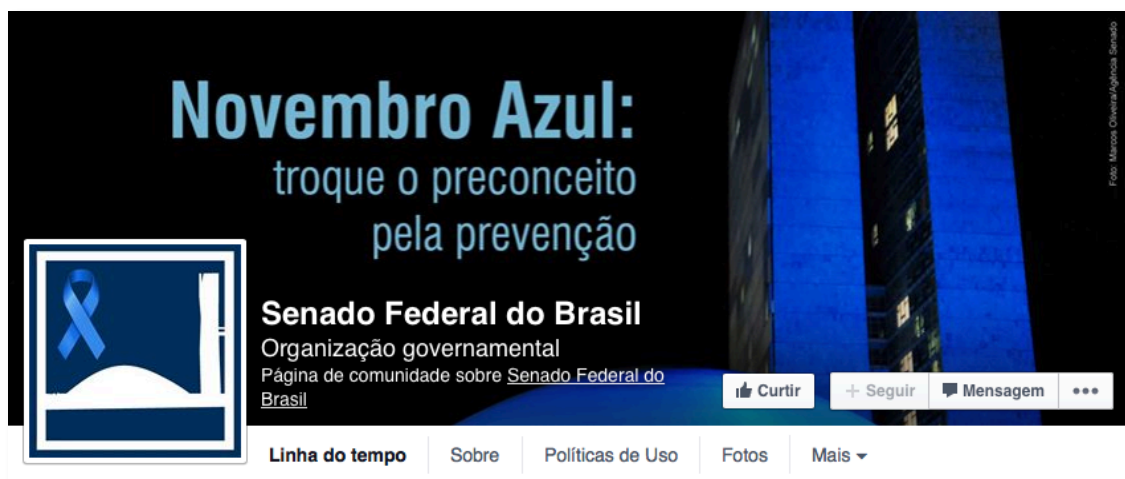 Novembro Azul:
troque o preconceito
pela prevenção
Foto: Marcos Oliveira/Agência Senado
Senado Federal do Brasil
Organização governamental
Página de comunidade sobre Senado Federal do
Brasil
Curtir
Seguir
Mensagem
Linha do tempo
Sobre
Políticas de Uso
Fotos
Mais